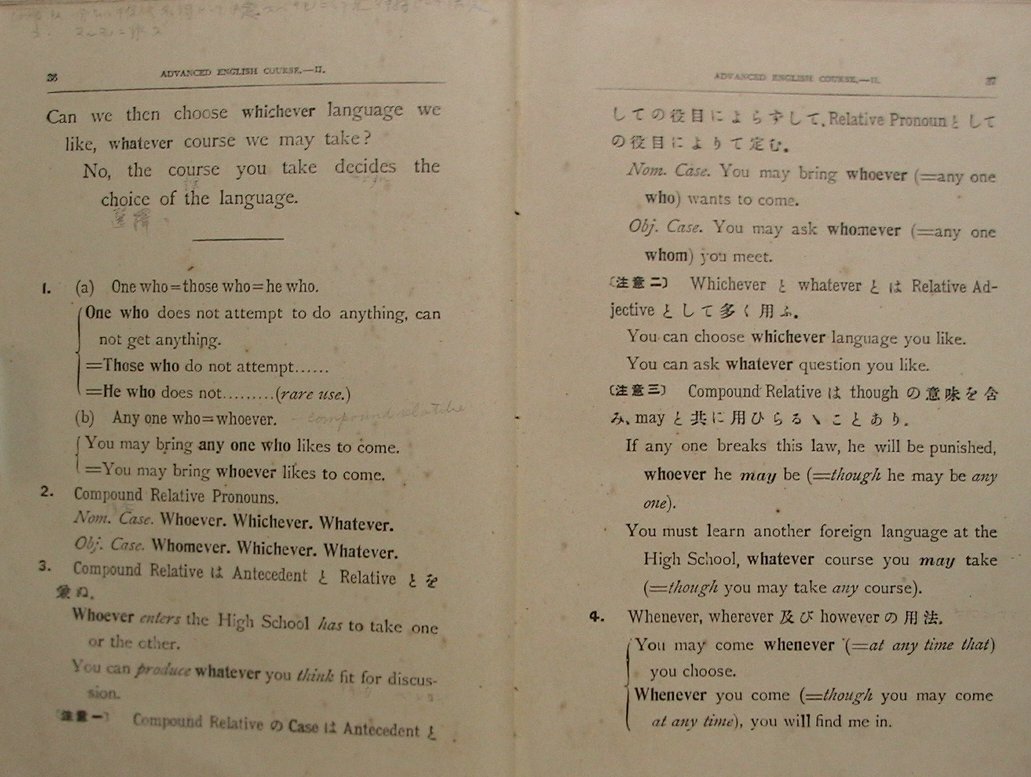 36
ADVANCED ENGLISH COURSE.—II.
Can we then choose whichever language we
like, whatever course we may take?
No, the course you take decides the
choice of the language.
選擇
1. (a) One who=those who=he who.
One who does not attempt to do anything, can
not get anything.
=Those who do not attempt......
=He who does not.........(rare use.)
(b) Any one who=whoever. - compound relative
You may bring any one who likes to come.
=You may bring whoever likes to come.
2. Compound Relative Pronouns.
Nom. Case. Whoever. Whichever. Whatever.
Obj. Case. Whomever. Whichever. Whatever.
3. Compound Relative は Antecedent と Relative とを
兼ぬ。
Whoever enters the High School has to take one
or the other.
You can produce whatever you think fit for discus-
sion.
〔注意一〕 Compound Relative の Case は Antecedent と
ADVANCED ENGLISH COURSE.—II.
37
しての役目によらずして、Relative Pronoun として
の役目によりて定む。
Nom. Case. You may bring whoever (=any one
who) wants to come.
Obj. Case. You may ask whomever (=any one
whom) you meet.
〔注意二〕 Whichever と whatever とは Relative Ad-
jective として多く用ふ。
You can choose whichever language you like.
You can ask whatever question you like.
〔注意三〕 Compound Relative は though の意味を含
み、may と共に用ひらるゝことあり。
If any one breaks this law, he will be punished,
whoever he may be (=though he may be any
one).
You must learn another foreign language at the
High School, whatever course you may take
(=though you may take any course).
4. Whenever, wherever 及び however の用法。
You may come whenever (=at any time that)
you choose.
Whenever you come (=though you may come
at any time), you will find me in.